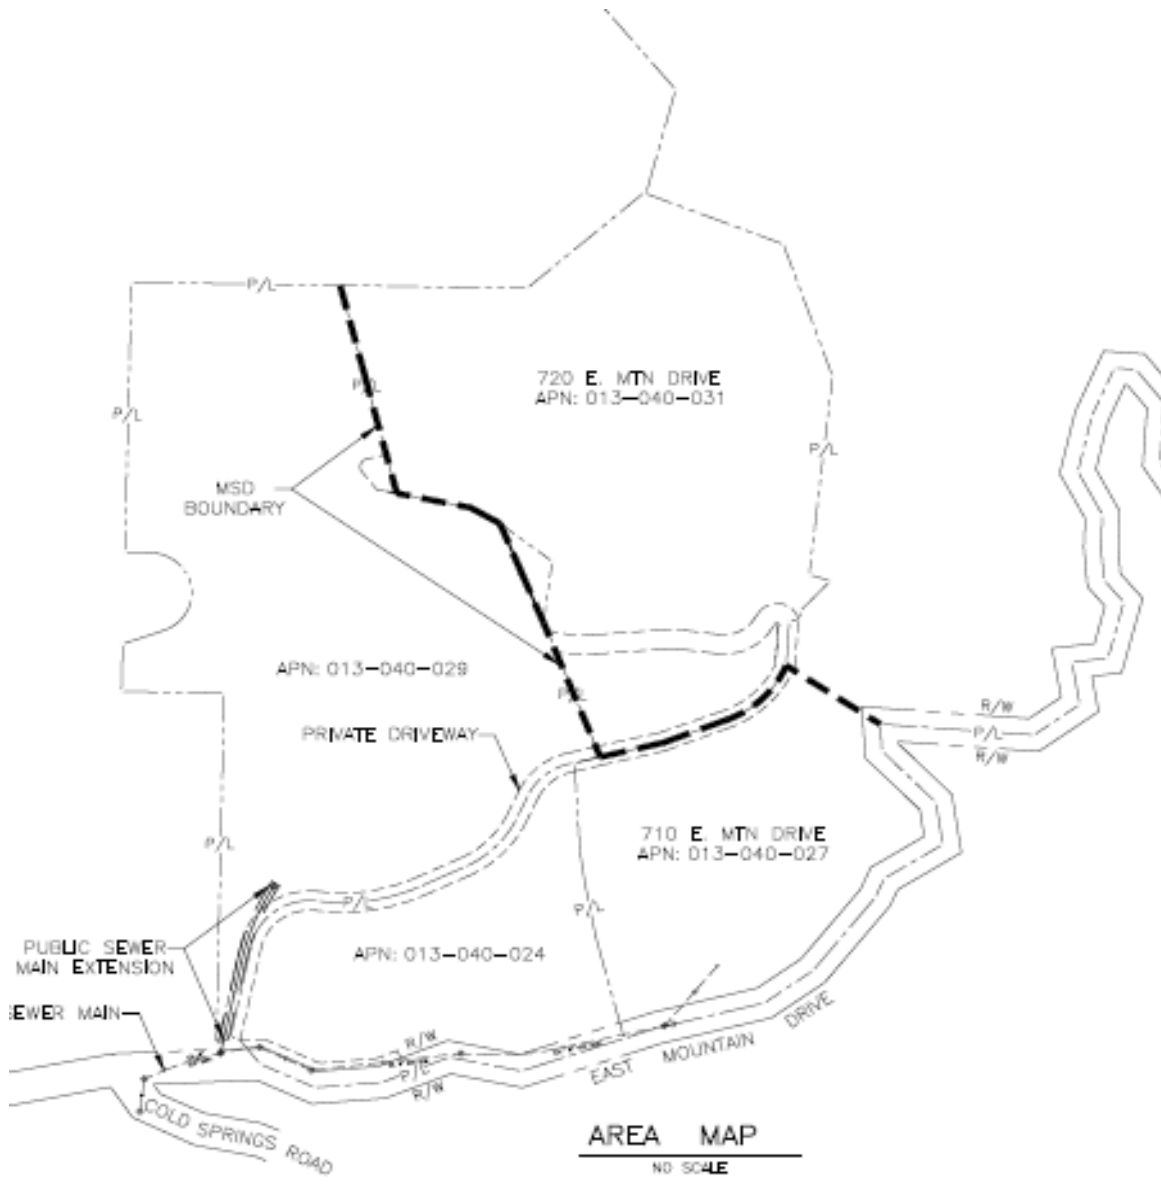 P/L
720 E. MTN DRIVE
APN: 013-040-031
P/L
P/L
P/L
MSD
BOUNDARY
APN: 013-040-029
P/L
R/W
P/L
R/W
PRIVATE DRIVEWAY
710 E. MTN DRIVE
APN: 013-040-027
P/L
P/L
P/L
PUBLIC SEWER
MAIN EXTENSION
APN: 013-040-024
SEWER MAIN
R/W
P/L
R/W
EAST MOUNTAIN DRIVE
COLD SPRINGS ROAD
AREA MAP
NO SCALE